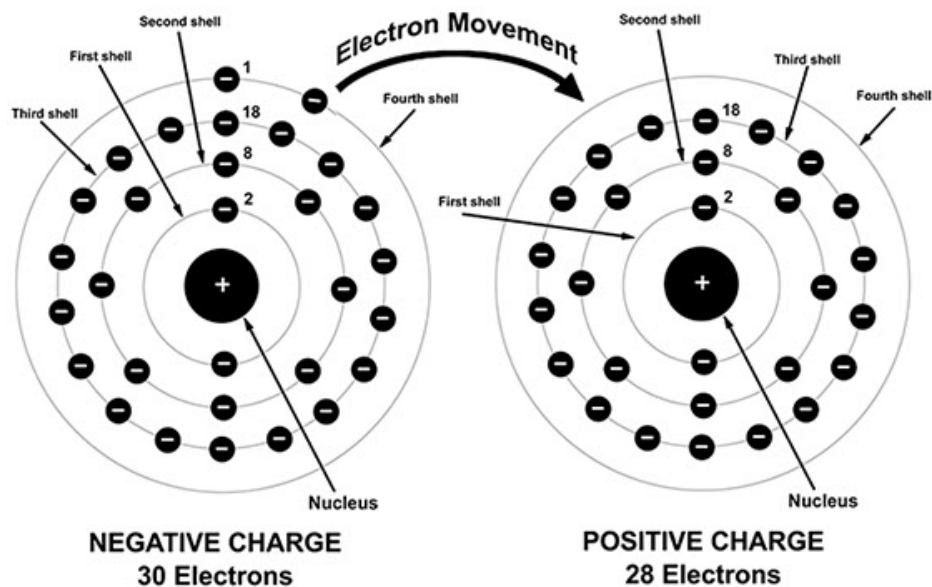 Second shell
First shell
Third shell
1
18
8
2
+
Fourth shell
Nucleus
NEGATIVE CHARGE
30 Electrons
Electron Movement
Second shell
Third shell
Fourth shell
First shell
18
8
2
+
Nucleus
POSITIVE CHARGE
28 Electrons